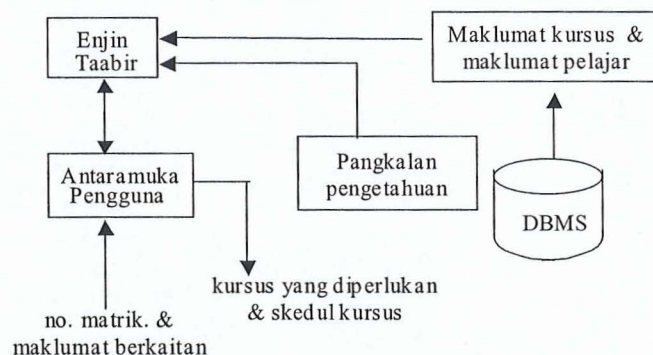 Enjin
Taabir
Maklumat kursus &
maklumat pelajar
Antaramuka
Pengguna
Pangkalan
pengetahuan
DBMS
kursus yang diperlukan
& skedul kursus
no. matrik. &
maklumat berkaitan